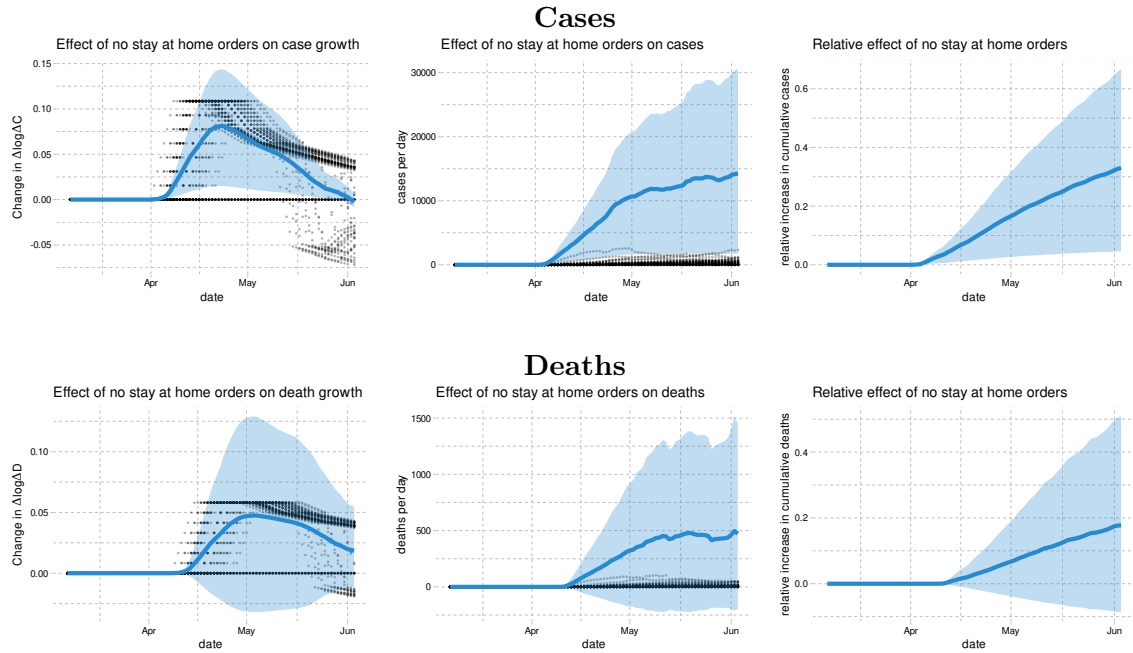 Cases
Effect of no stay at home orders on case growth
Change in ΔlogΔC
0.15
0.10
0.05
0.00
-0.05
Apr
May
Jun
date
Effect of no stay at home orders on cases
cases per day
30000
20000
10000
0
Apr
May
Jun
date
Relative effect of no stay at home orders
relative increase in cumulative cases
0.6
0.4
0.2
0.0
Apr
May
Jun
date
Deaths
Effect of no stay at home orders on death growth
Change in ΔlogΔD
0.10
0.05
0.00
Apr
May
Jun
date
Effect of no stay at home orders on deaths
deaths per day
1500
1000
500
0
Apr
May
Jun
date
Relative effect of no stay at home orders
relative increase in cumulative deaths
0.4
0.2
0.0
Apr
May
Jun
date